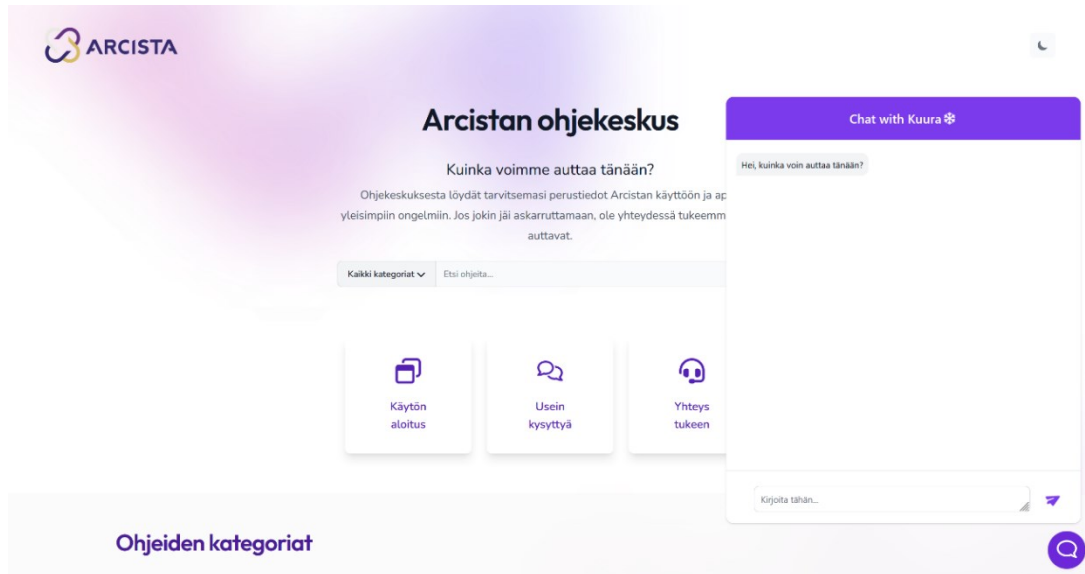 ARCISTA
Arcistan ohjekeskus
Kuinka voimme auttaa tänään?
Ohjekeskuksesta löydät tarvitsemasi perustiedot Arcistan käyttöön ja ap
yleisimpiin ongelmiin. Jos jokin jäi askarruttamaan, ole yhteydessä tukeemm
auttavat.
Kaikki kategoriat
Etsi ohjeita...
Käytön
aloitus
Usein
kysyttyä
Yhteys
tukeen
Ohjeiden kategoriat
Chat with Kuura
Hei, kuinka voin auttaa tänään?
Kirjoita tähän...